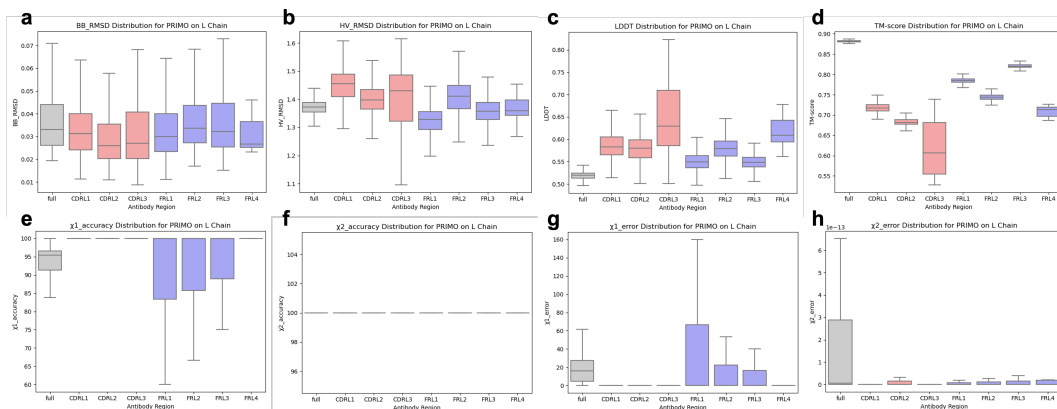 a
BB_RMSD Distribution for PRIMO on L Chain
BB_RMSD
0.07
0.06
0.05
0.04
0.03
0.02
0.01
full CDRL1 CDRL2 CDRL3 FRL1 FRL2 FRL3 FRL4
Antibody Region
b
HV_RMSD Distribution for PRIMO on L Chain
HV_RMSD
1.6
1.5
1.4
1.3
1.2
1.1
full CDRL1 CDRL2 CDRL3 FRL1 FRL2 FRL3 FRL4
Antibody Region
c
LDDT Distribution for PRIMO on L Chain
LDDT
0.80
0.75
0.70
0.65
0.60
0.55
0.50
full CDRL1 CDRL2 CDRL3 FRL1 FRL2 FRL3 FRL4
Antibody Region
d
TM-score Distribution for PRIMO on L Chain
TM-score
0.90
0.85
0.80
0.75
0.70
0.65
0.60
0.55
full CDRL1 CDRL2 CDRL3 FRL1 FRL2 FRL3 FRL4
Antibody Region
e
χ1_accuracy Distribution for PRIMO on L Chain
χ1_accuracy
100
95
90
85
80
75
70
65
60
full CDRL1 CDRL2 CDRL3 FRL1 FRL2 FRL3 FRL4
Antibody Region
f
χ2_accuracy Distribution for PRIMO on L Chain
χ2_accuracy
104
102
100
98
96
full CDRL1 CDRL2 CDRL3 FRL1 FRL2 FRL3 FRL4
Antibody Region
g
χ1_error Distribution for PRIMO on L Chain
χ1_error
160
140
120
100
80
60
40
20
0
full CDRL1 CDRL2 CDRL3 FRL1 FRL2 FRL3 FRL4
Antibody Region
h
χ2_error Distribution for PRIMO on L Chain
1e-13
χ2_error
6
5
4
3
2
1
0
full CDRL1 CDRL2 CDRL3 FRL1 FRL2 FRL3 FRL4
Antibody Region